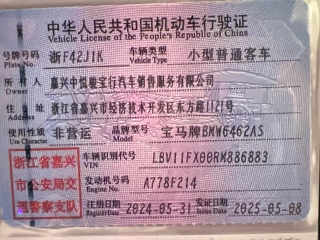 中华人民共和国机动车行驶证
Vehicle License of the People's Republic of China
号牌号码 浙F42J1K 车辆类型 小型普通客车
Plate No. Vehicle Type
所有人 嘉兴中悦骏宝行汽车销售服务有限公司
Owner
住址 浙江省嘉兴市经济技术开发区东方路1121号
Address
使用性质 非营运 品牌型号 宝马牌BMW6462AS
Use Character Model
浙江省嘉兴市公安局交通警察支队
车辆识别代号 LBV11FX00RM886883
VIN
发动机号码 A778F214
Engine No.
注册日期 2024-05-31 发证日期 2025-05-08
Register Date Issue Date